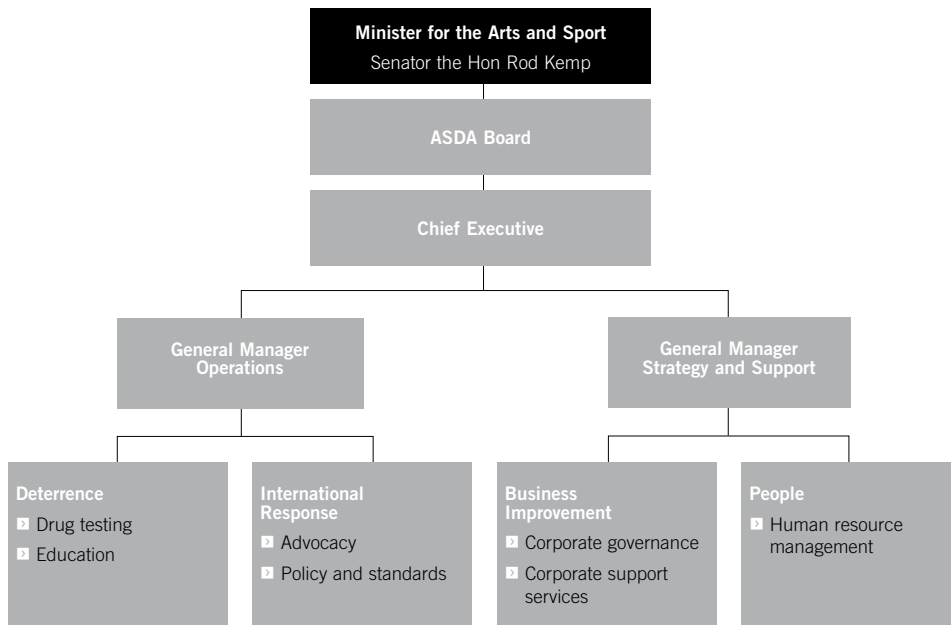 Minister for the Arts and Sport
Senator the Hon Rod Kemp
ASDA Board
Chief Executive
General Manager
Operations
General Manager
Strategy and Support
Deterrence
Drug testing
Education
International
Response
Advocacy
Policy and standards
Business
Improvement
Corporate governance
Corporate support
services
People
Human resource
management